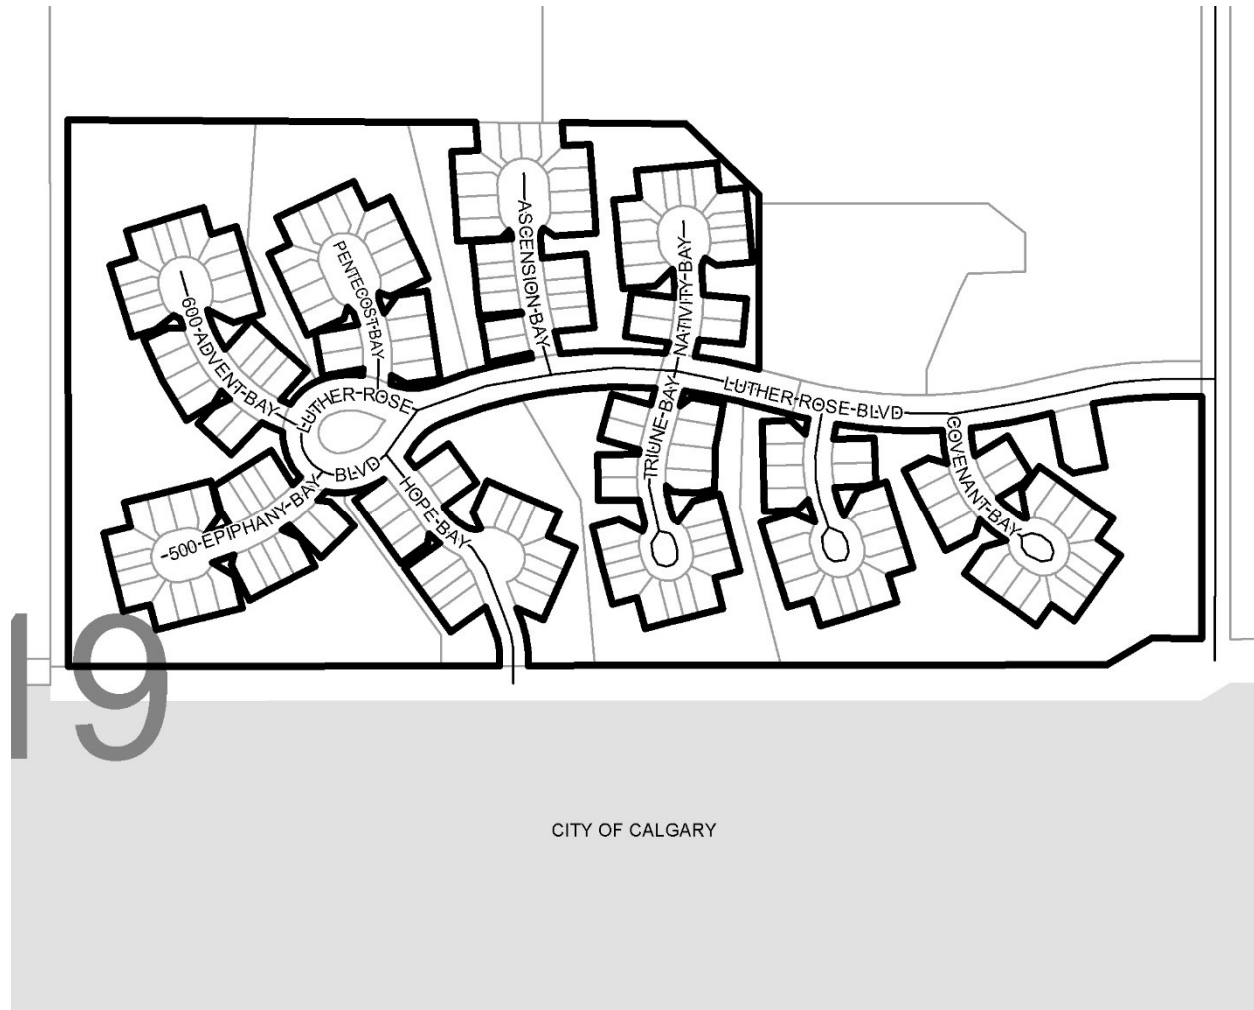 ASCENSION BAY
NATIVITY BAY
PENTECOST BAY
600 ADVENT BAY
LUTHER ROSE
BLVD
LUTHER ROSE BLVD
TRIUNE BAY
COVENANT BAY
HOPE BAY
500 EPIPHANY BAY
19
CITY OF CALGARY